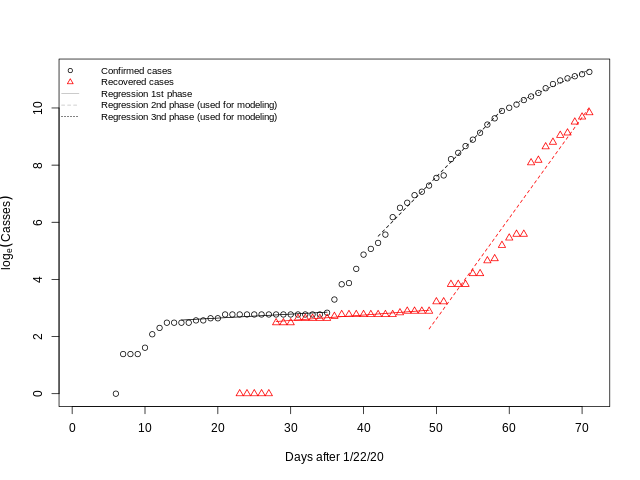 Confirmed cases
Recovered cases
Regression 1st phase
Regression 2nd phase (used for modeling)
Regression 3nd phase (used for modeling)
logₑ(Casses)
10
8
6
4
2
0
0 10 20 30 40 50 60 70
Days after 1/22/20